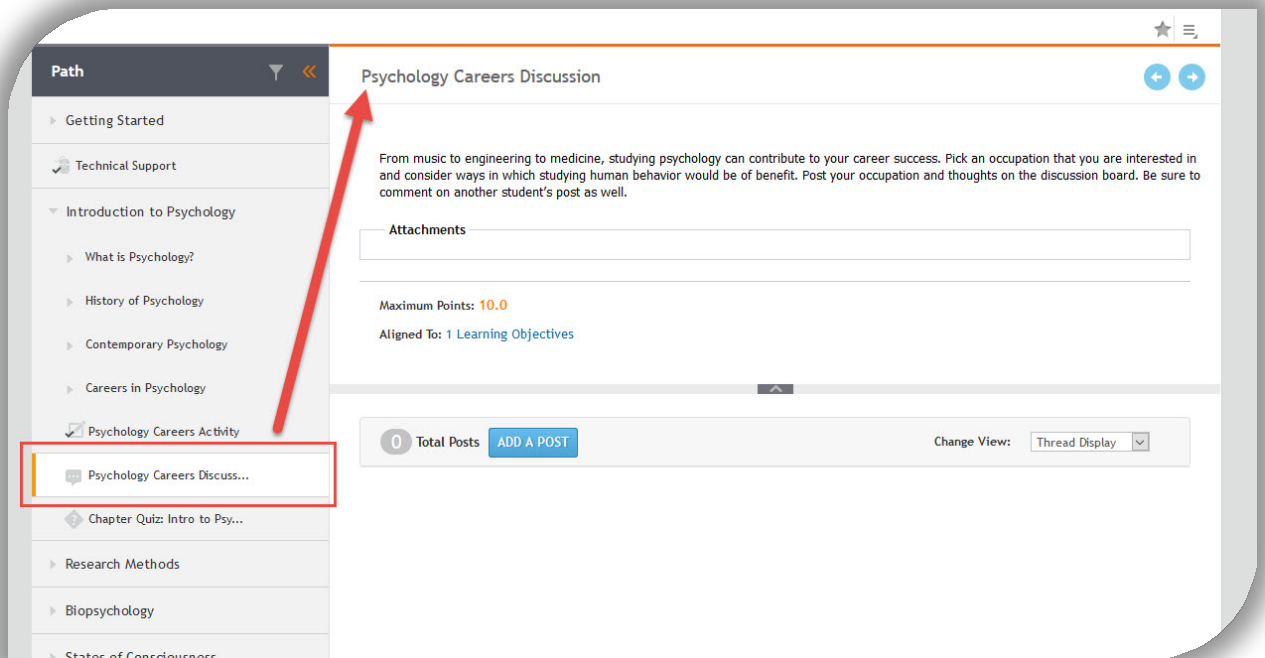 Path
Getting Started
Technical Support
Introduction to Psychology
What is Psychology?
History of Psychology
Contemporary Psychology
Careers in Psychology
Psychology Careers Activity
Psychology Careers Discuss...
Chapter Quiz: Intro to Psy...
Research Methods
Biopsychology
States of Consciousness
Psychology Careers Discussion
From music to engineering to medicine, studying psychology can contribute to your career success. Pick an occupation that you are interested in
and consider ways in which studying human behavior would be of benefit. Post your occupation and thoughts on the discussion board. Be sure to
comment on another student's post as well.
Attachments
Maximum Points: 10.0
Aligned To: 1 Learning Objectives
0 Total Posts ADD A POST Change View: Thread Display